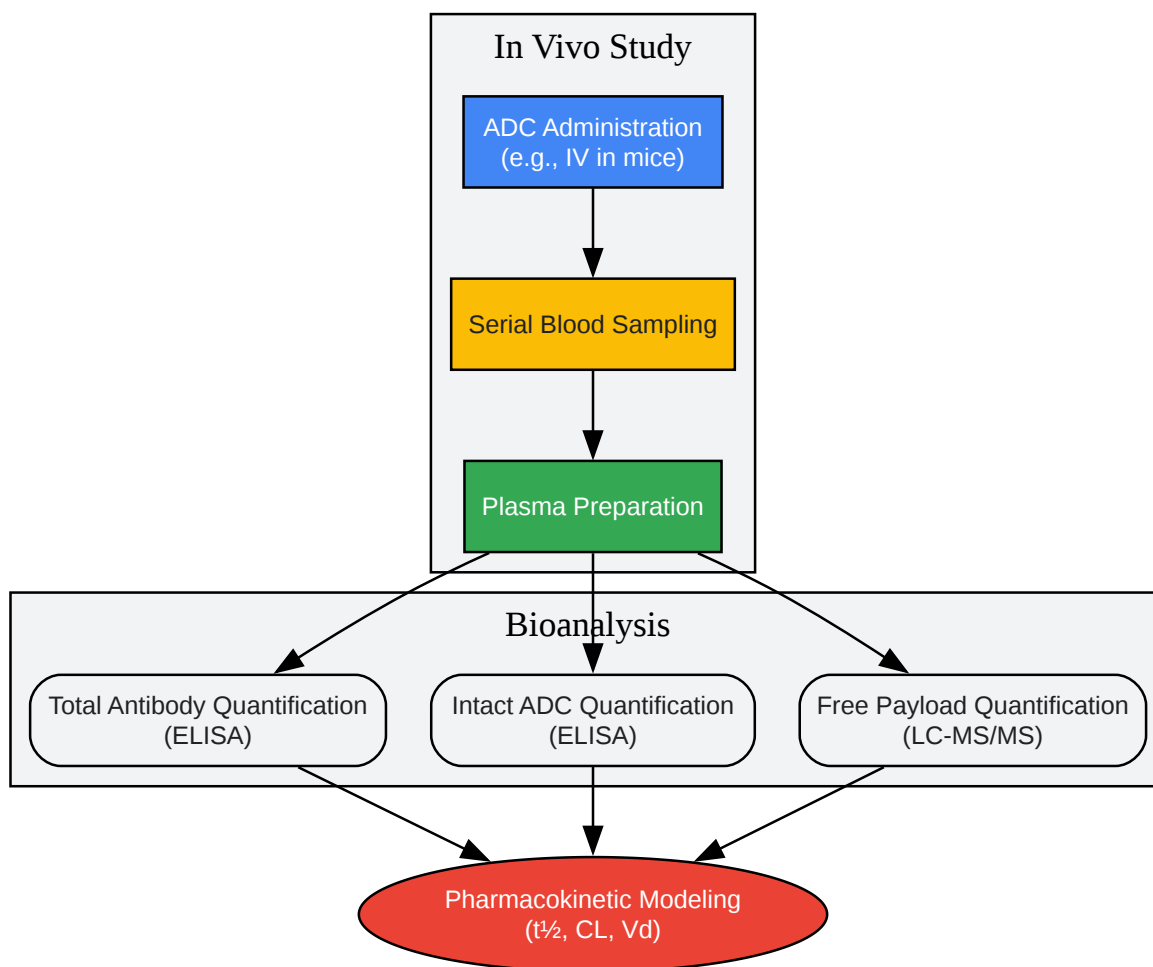 In Vivo Study
ADC Administration
(e.g., IV in mice)
Serial Blood Sampling
Plasma Preparation
Bioanalysis
Total Antibody Quantification
(ELISA)
Intact ADC Quantification
(ELISA)
Free Payload Quantification
(LC-MS/MS)
Pharmacokinetic Modeling
(t½, CL, Vd)